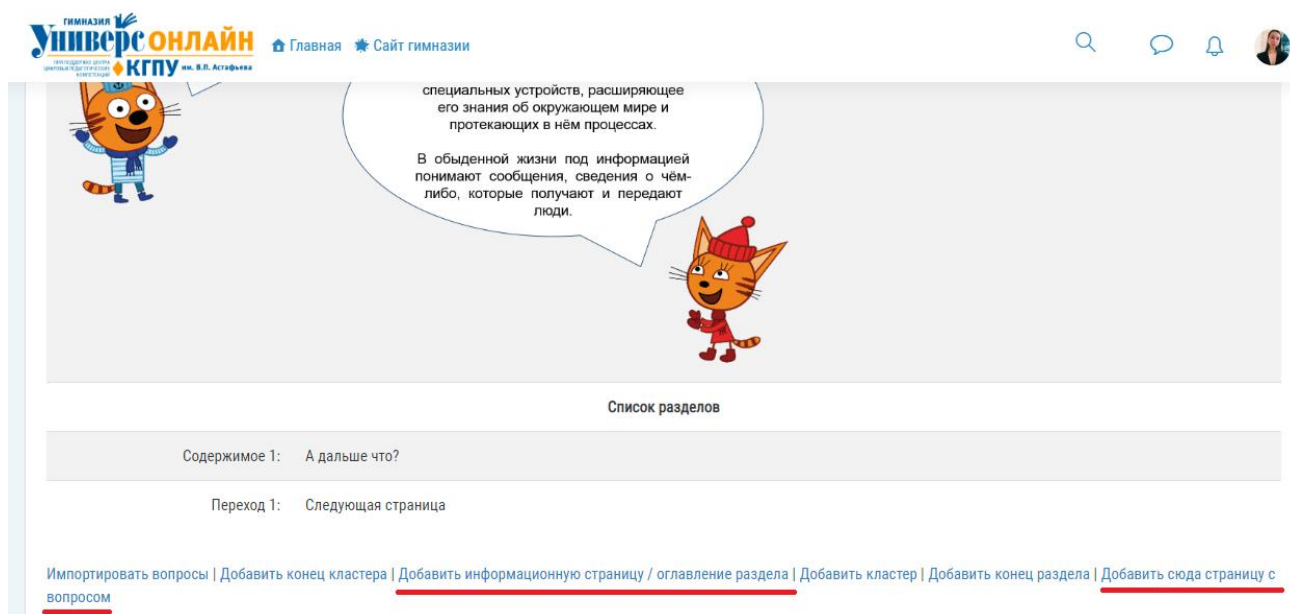 ГИМНАЗИЯ
Универс ОНЛАЙН
КГПУ им. В.П. Астафьева
Главная Сайт гимназии
специальных устройств, расширяющее
его знания об окружающем мире и
протекающих в нём процессах.
В обыденной жизни под информацией
понимают сообщения, сведения о чём-
либо, которые получают и передают
люди.
Список разделов
Содержимое 1: А дальше что?
Переход 1: Следующая страница
Импортировать вопросы | Добавить конец кластера | Добавить информационную страницу / оглавление раздела | Добавить кластер | Добавить конец раздела | Добавить сюда страницу с
вопросом